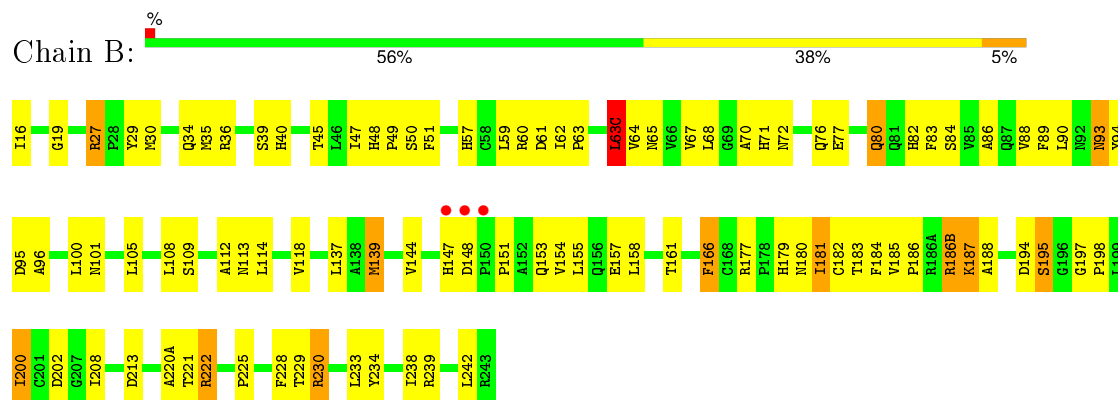 %
Chain B:
56% 38% 5%
I16 G19 R27 P28 Y29 M30 Q34 M35 R36 S39 H40 T45 L46 I47 H48 P49 S50 F51 H57 C58 L59 R60 D61 I62 P63 L63C V64 N65 V66 V67 L68 G69 A70 H71 N72 Q76 E77 Q80 Q81 H82 F83 S84 V85 A86 Q87 V88 F89 L90 N92 N93 Y94
D95 A96 L100 N101 L105 L108 S109 A112 N113 L114 V118 L137 A138 M139 V144 H147 D148 P150 P151 A152 Q153 V154 L155 Q156 E157 L158 T161 F166 C168 R177 P178 H179 N180 I181 C182 T183 F184 V185 P186 R186A R186B K187 A188 D194 S195 G196 G197 P198 L199
I200 C201 D202 G207 I208 D213 A220A T221 R222 P225 F228 T229 R230 L233 Y234 I238 R239 L242 R243